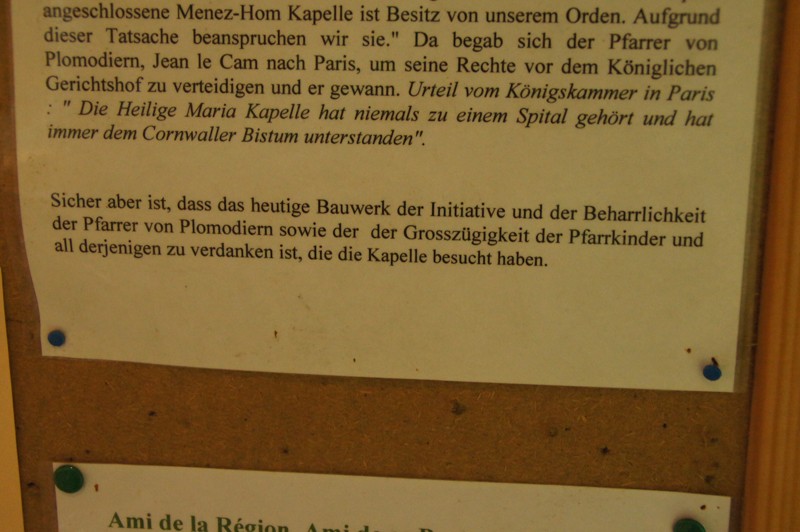 angeschlossene Menez-Hom Kapelle ist Besitz von unserem Orden. Aufgrund
dieser Tatsache beanspruchen wir sie." Da begab sich der Pfarrer von
Plomodiern, Jean le Cam nach Paris, um seine Rechte vor dem Königlichen
Gerichtshof zu verteidigen und er gewann. Urteil vom Königskammer in Paris
: " Die Heilige Maria Kapelle hat niemals zu einem Spital gehört und hat
immer dem Cornwaller Bistum unterstanden".
Sicher aber ist, dass das heutige Bauwerk der Initiative und der Beharrlichkeit
der Pfarrer von Plomodiern sowie der der Grosszügigkeit der Pfarrkinder und
all derjenigen zu verdanken ist, die die Kapelle besucht haben.
Ami de la Région, Ami de